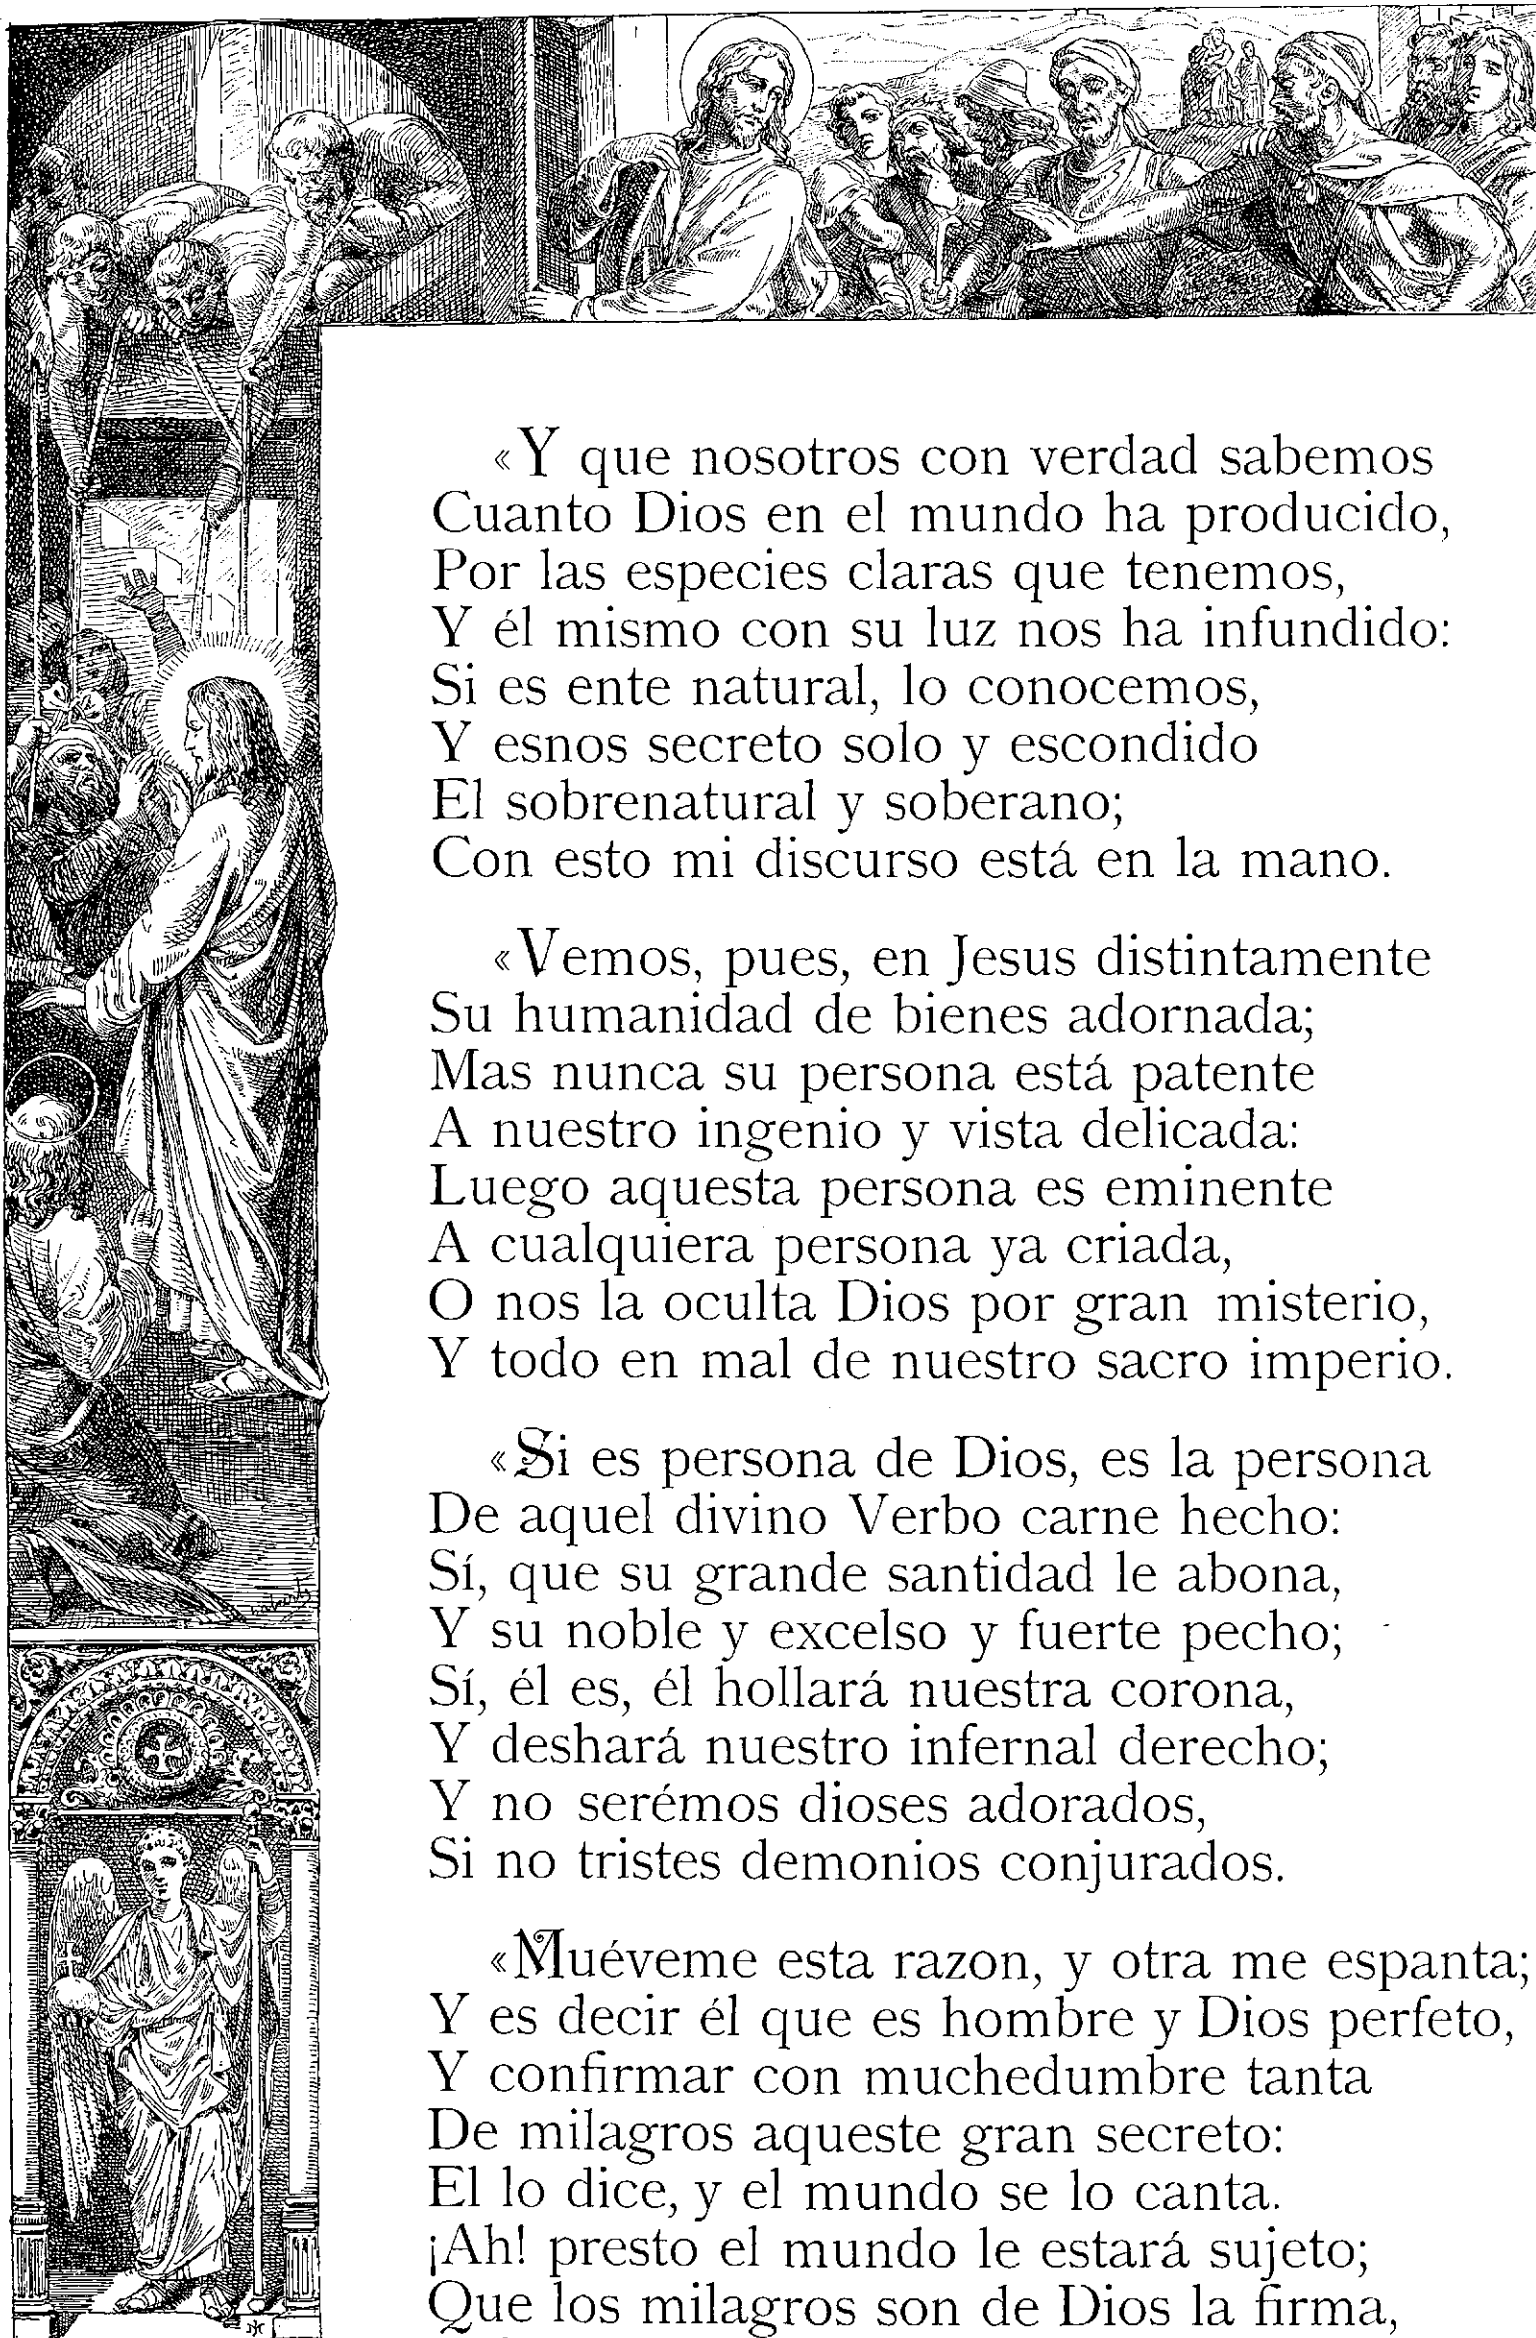 «Y que nosotros con verdad sabemos
Cuanto Dios en el mundo ha producido,
Por las especies claras que tenemos,
Y él mismo con su luz nos ha infundido:
Si es ente natural, lo conocemos,
Y esnos secreto solo y escondido
El sobrenatural y soberano;
Con esto mi discurso está en la mano.
«Vemos, pues, en Jesus distintamente
Su humanidad de bienes adornada;
Mas nunca su persona está patente
A nuestro ingenio y vista delicada:
Luego aquesta persona es eminente
A cualquiera persona ya criada,
O nos la oculta Dios por gran misterio,
Y todo en mal de nuestro sacro imperio.
«Si es persona de Dios, es la persona
De aquel divino Verbo carne hecho:
Sí, que su grande santidad le abona,
Y su noble y excelso y fuerte pecho;
Sí, él es, él hollará nuestra corona,
Y deshará nuestro infernal derecho;
Y no serémos dioses adorados,
Si no tristes demonios conjurados.
«Muéveme esta razon, y otra me espanta;
Y es decir él que es hombre y Dios perfeto,
Y confirmar con muchedumbre tanta
De milagros aqueste gran secreto:
El lo dice, y el mundo se lo canta.
¡Ah! presto el mundo le estará sujeto;
Que los milagros son de Dios la firma,